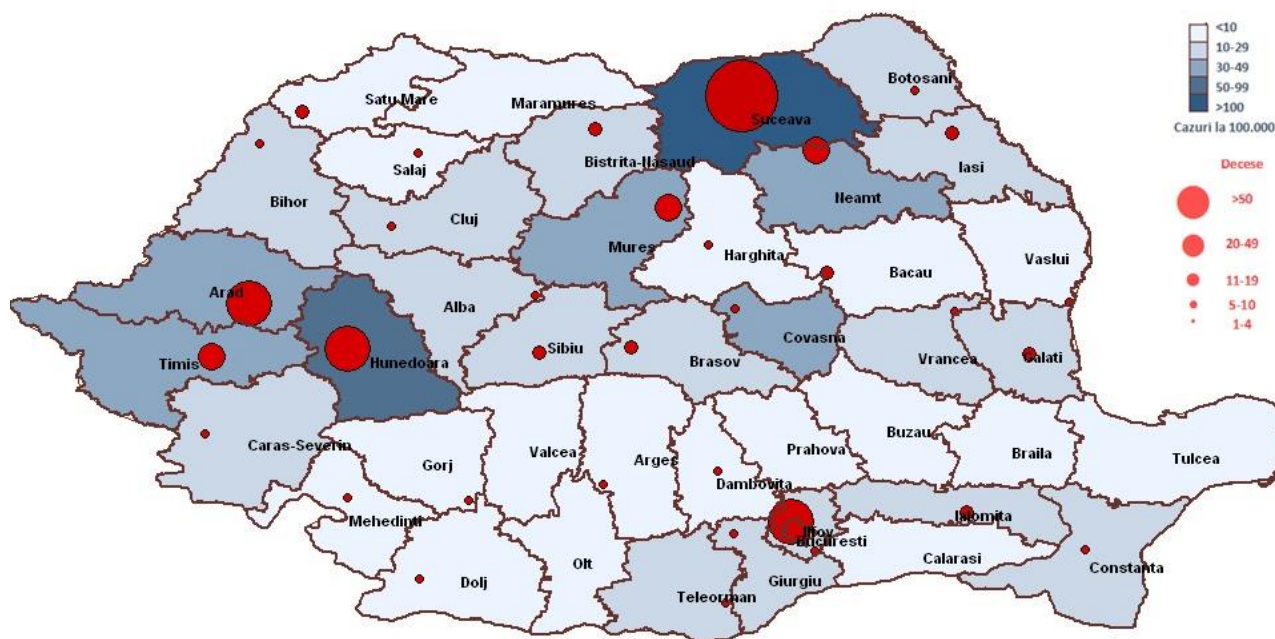 <10
10-29
30-49
50-99
>100
Cazuri la 100.000
Decese
>50
20-49
11-19
5-10
1-4
Satu Mare
Maramures
Suceava
Botosani
Salaj
Bistrita-Nasaud
Iasi
Bihor
Cluj
Neamt
Mures
Harghita
Bacau
Vaslui
Arad
Alba
Timis
Hunedoara
Sibiu
Brasov
Covasna
Vrancea
Galati
Caras-Severin
Gorj
Valcea
Arges
Prahova
Buzau
Braila
Tulcea
Dambovita
Mehedinti
Ilfov
Bucuresti
Ialomita
Dolj
Olt
Teleorman
Giurgiu
Calarasi
Constanta